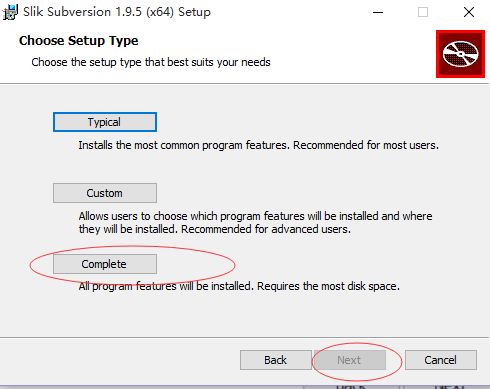 Slik Subversion 1.9.5 (x64) Setup
Choose Setup Type
Choose the setup type that best suits your needs
Typical
Installs the most common program features. Recommended for most users.
Custom
Allows users to choose which program features will be installed and where
they will be installed. Recommended for advanced users.
Complete
All program features will be installed. Requires the most disk space.
Back Next Cancel